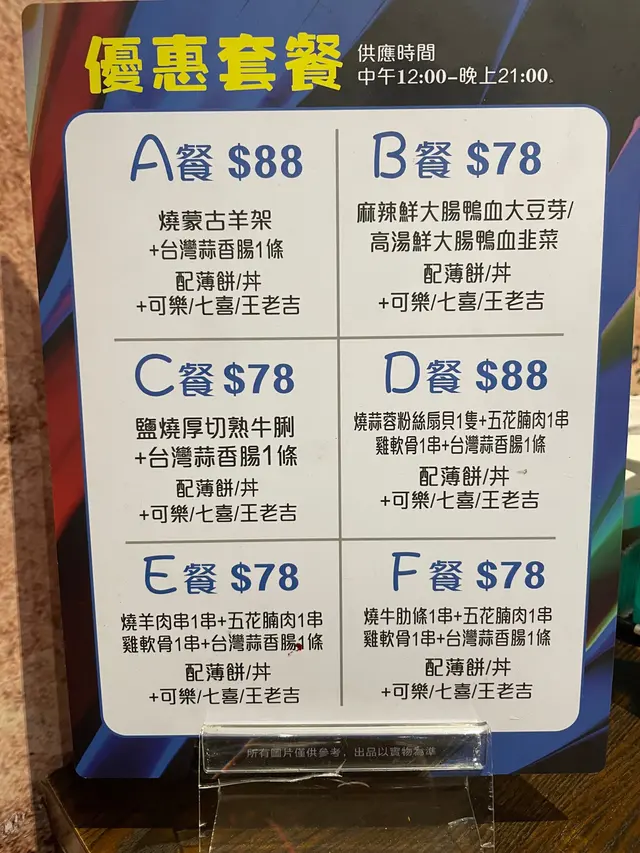 優惠套餐
供應時間
中午12:00-晚上21:00
A餐 $88
燒蒙古羊架
+台灣蒜香腸1條
配薄餅/丼
+可樂/七喜/王老吉
B餐 $78
麻辣鮮大腸鴨血大豆芽/
高湯鮮大腸鴨血韭菜
配薄餅/丼
+可樂/七喜/王老吉
C餐 $78
鹽燒厚切熟牛脷
+台灣蒜香腸1條
配薄餅/丼
+可樂/七喜/王老吉
D餐 $88
燒蒜蓉粉絲扇貝1隻+五花腩肉1串
雞軟骨1串+台灣蒜香腸1條
配薄餅/丼
+可樂/七喜/王老吉
E餐 $78
燒羊肉串1串+五花腩肉1串
雞軟骨1串+台灣蒜香腸1條
配薄餅/丼
+可樂/七喜/王老吉
F餐 $78
燒牛肋條1串+五花腩肉1串
雞軟骨1串+台灣蒜香腸1條
配薄餅/丼
+可樂/七喜/王老吉
所有圖片僅供參考，出品以實物為準